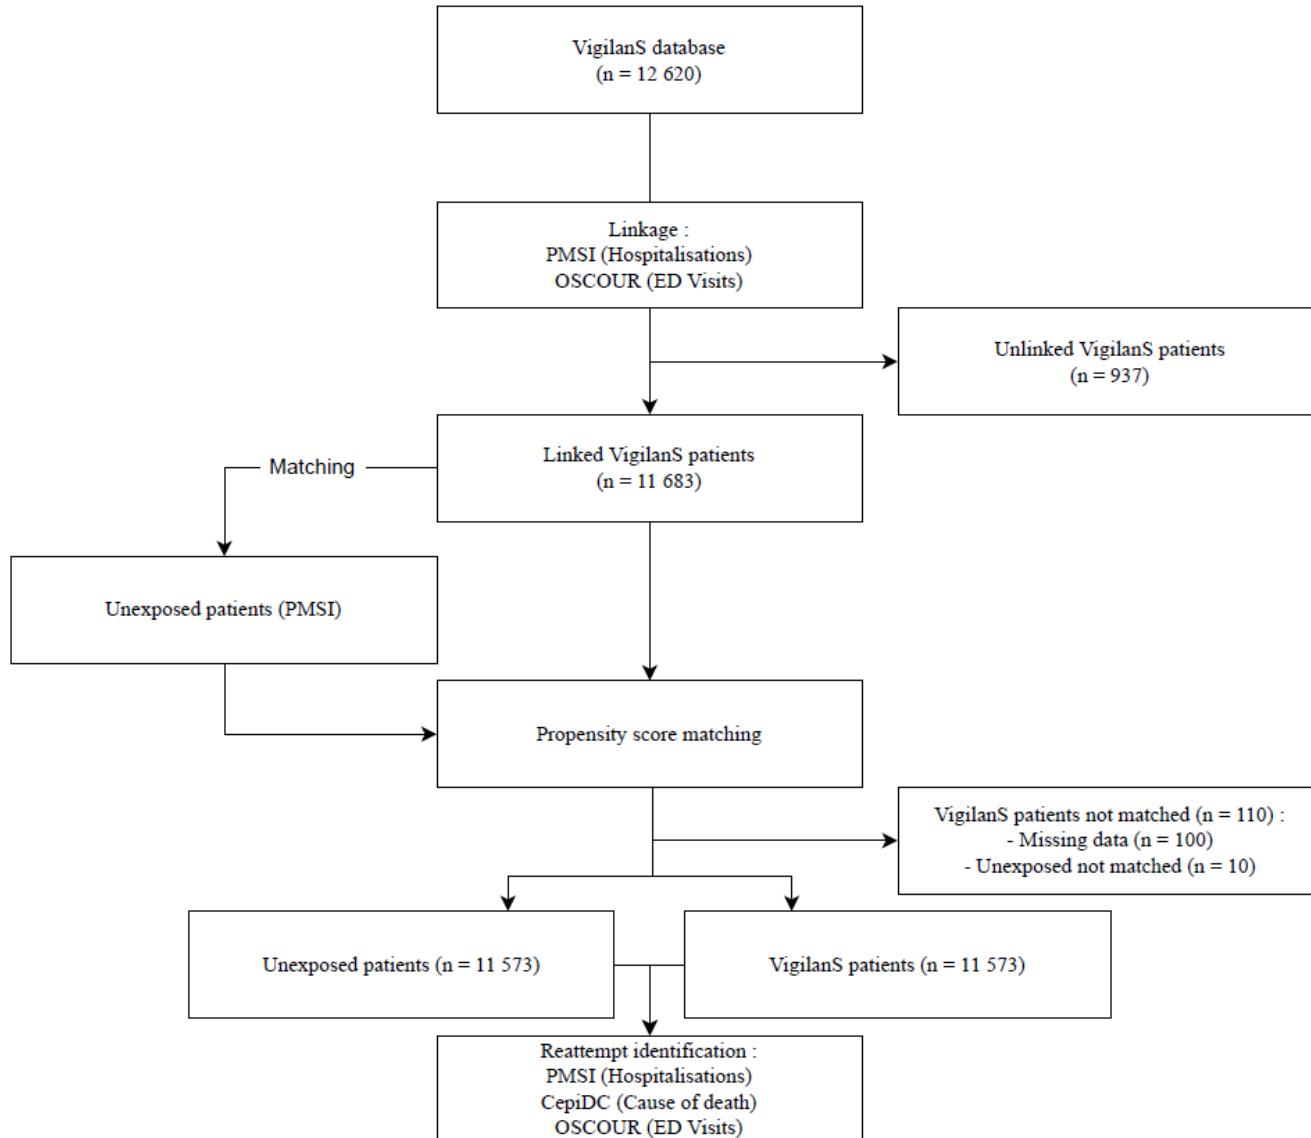 VigilanS database
(n = 12 620)
Linkage :
PMSI (Hospitalisations)
OSCOUR (ED Visits)
Unlinked VigilanS patients
(n = 937)
Linked VigilanS patients
(n = 11 683)
Matching
Unexposed patients (PMSI)
Propensity score matching
VigilanS patients not matched (n = 110) :
- Missing data (n = 100)
- Unexposed not matched (n = 10)
Unexposed patients (n = 11 573)
VigilanS patients (n = 11 573)
Reattempt identification :
PMSI (Hospitalisations)
CepiDC (Cause of death)
OSCOUR (ED Visits)